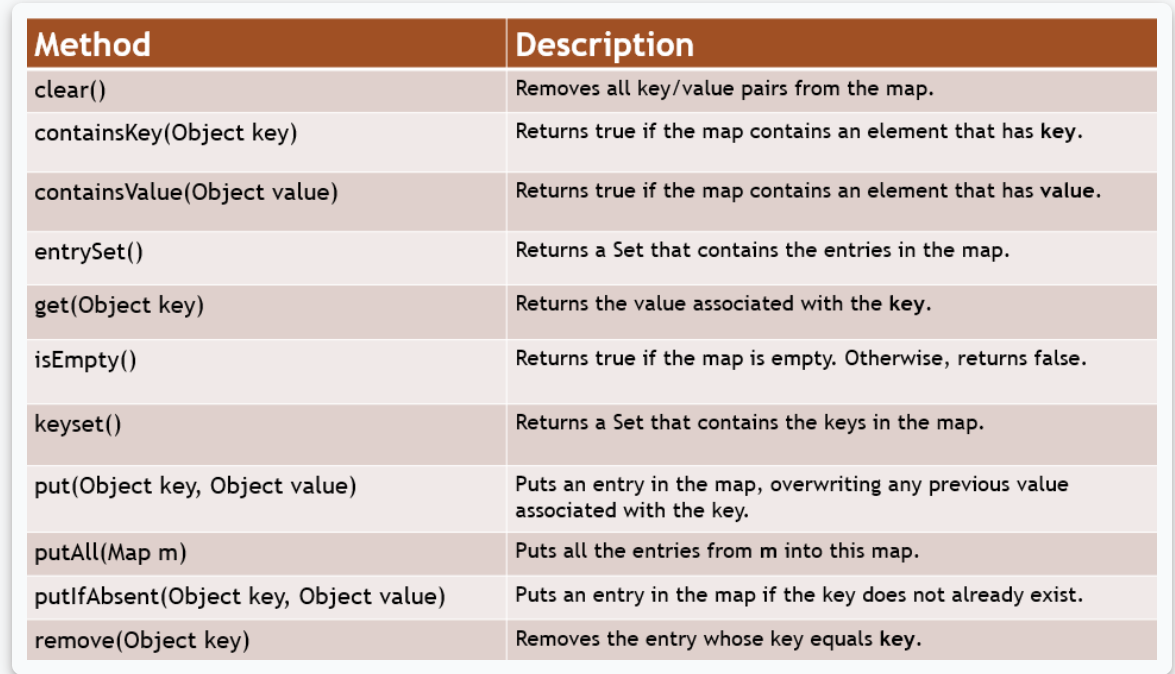 Method Description
clear() Removes all key/value pairs from the map.
containsKey(Object key) Returns true if the map contains an element that has key.
containsValue(Object value) Returns true if the map contains an element that has value.
entrySet() Returns a Set that contains the entries in the map.
get(Object key) Returns the value associated with the key.
isEmpty() Returns true if the map is empty. Otherwise, returns false.
keyset() Returns a Set that contains the keys in the map.
put(Object key, Object value) Puts an entry in the map, overwriting any previous value
associated with the key.
putAll(Map m) Puts all the entries from m into this map.
putIfAbsent(Object key, Object value) Puts an entry in the map if the key does not already exist.
remove(Object key) Removes the entry whose key equals key.